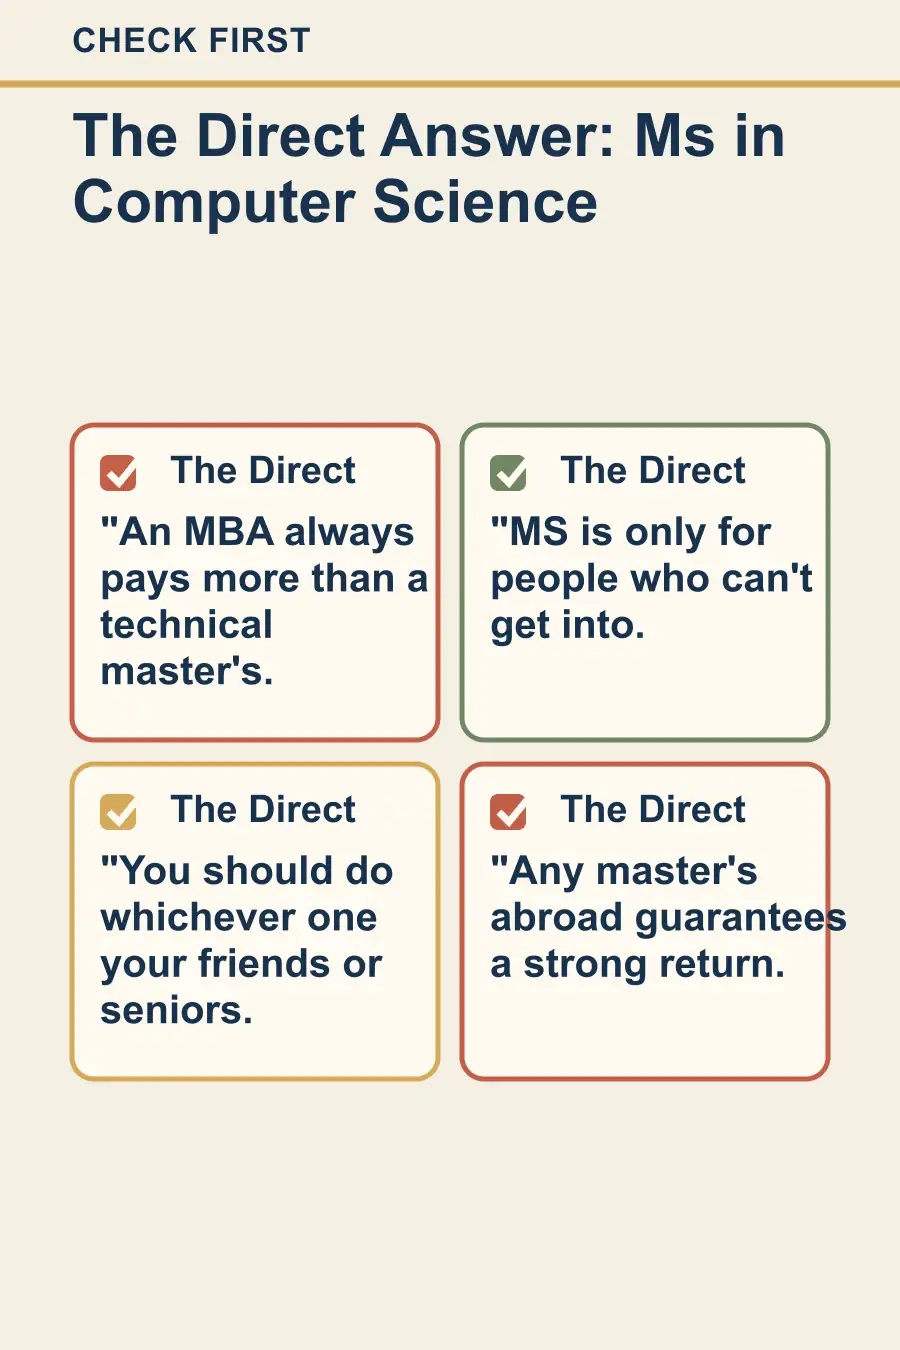 CHECK FIRST
The Direct Answer: Ms in
Computer Science
The Direct
"An MBA always
pays more than a
technical
master's.
The Direct
"MS is only for
people who can't
get into.
The Direct
"You should do
whichever one
your friends or
seniors.
The Direct
"Any master's
abroad guarantees
a strong return.